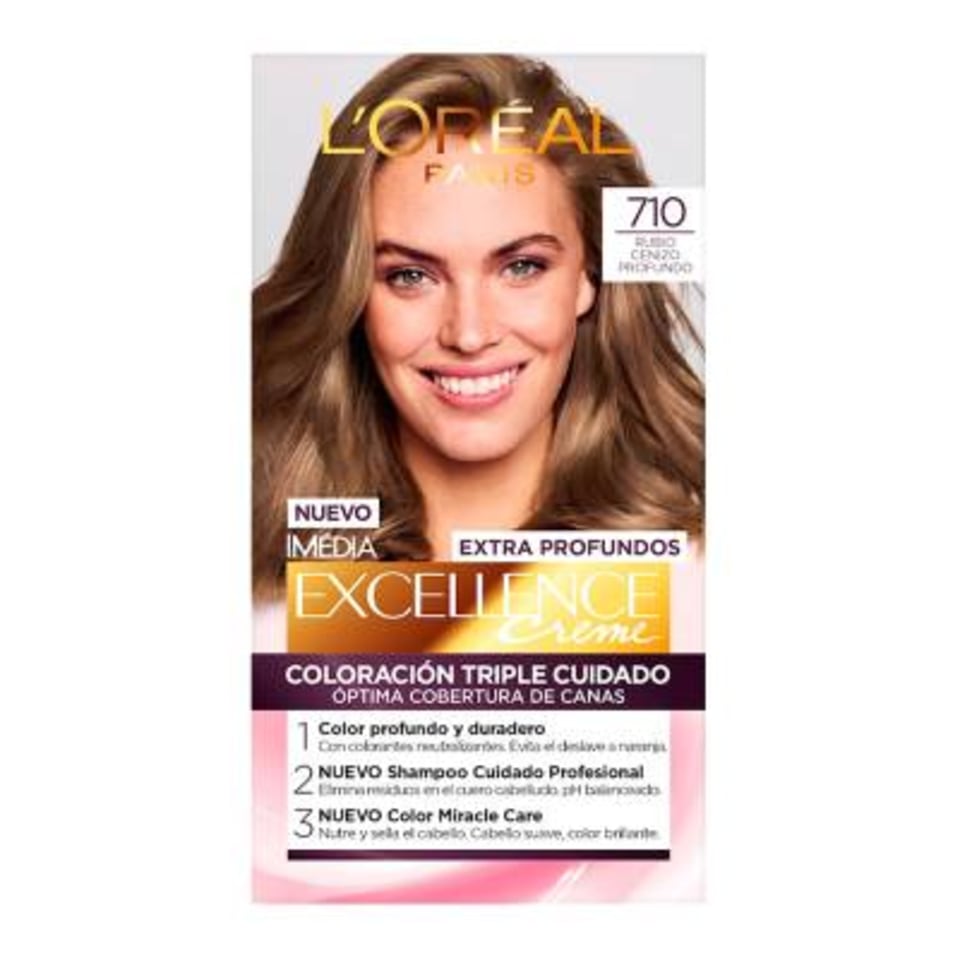 L'ORÉAL
PARIS
710
RUBIO
CENIZO
PROFUNDO
NUEVO
IMÉDIA
EXTRA PROFUNDOS
EXCELLENCE
Creme
COLORACIÓN TRIPLE CUIDADO
ÓPTIMA COBERTURA DE CANAS
1 Color profundo y duradero
Con colorantes neutralizantes. Evita el deslave a naranja.
2 NUEVO Shampoo Cuidado Profesional
Elimina residuos en el cuero cabelludo. pH balanceado.
3 NUEVO Color Miracle Care
Nutre y sella el cabello. Cabello suave, color brillante.